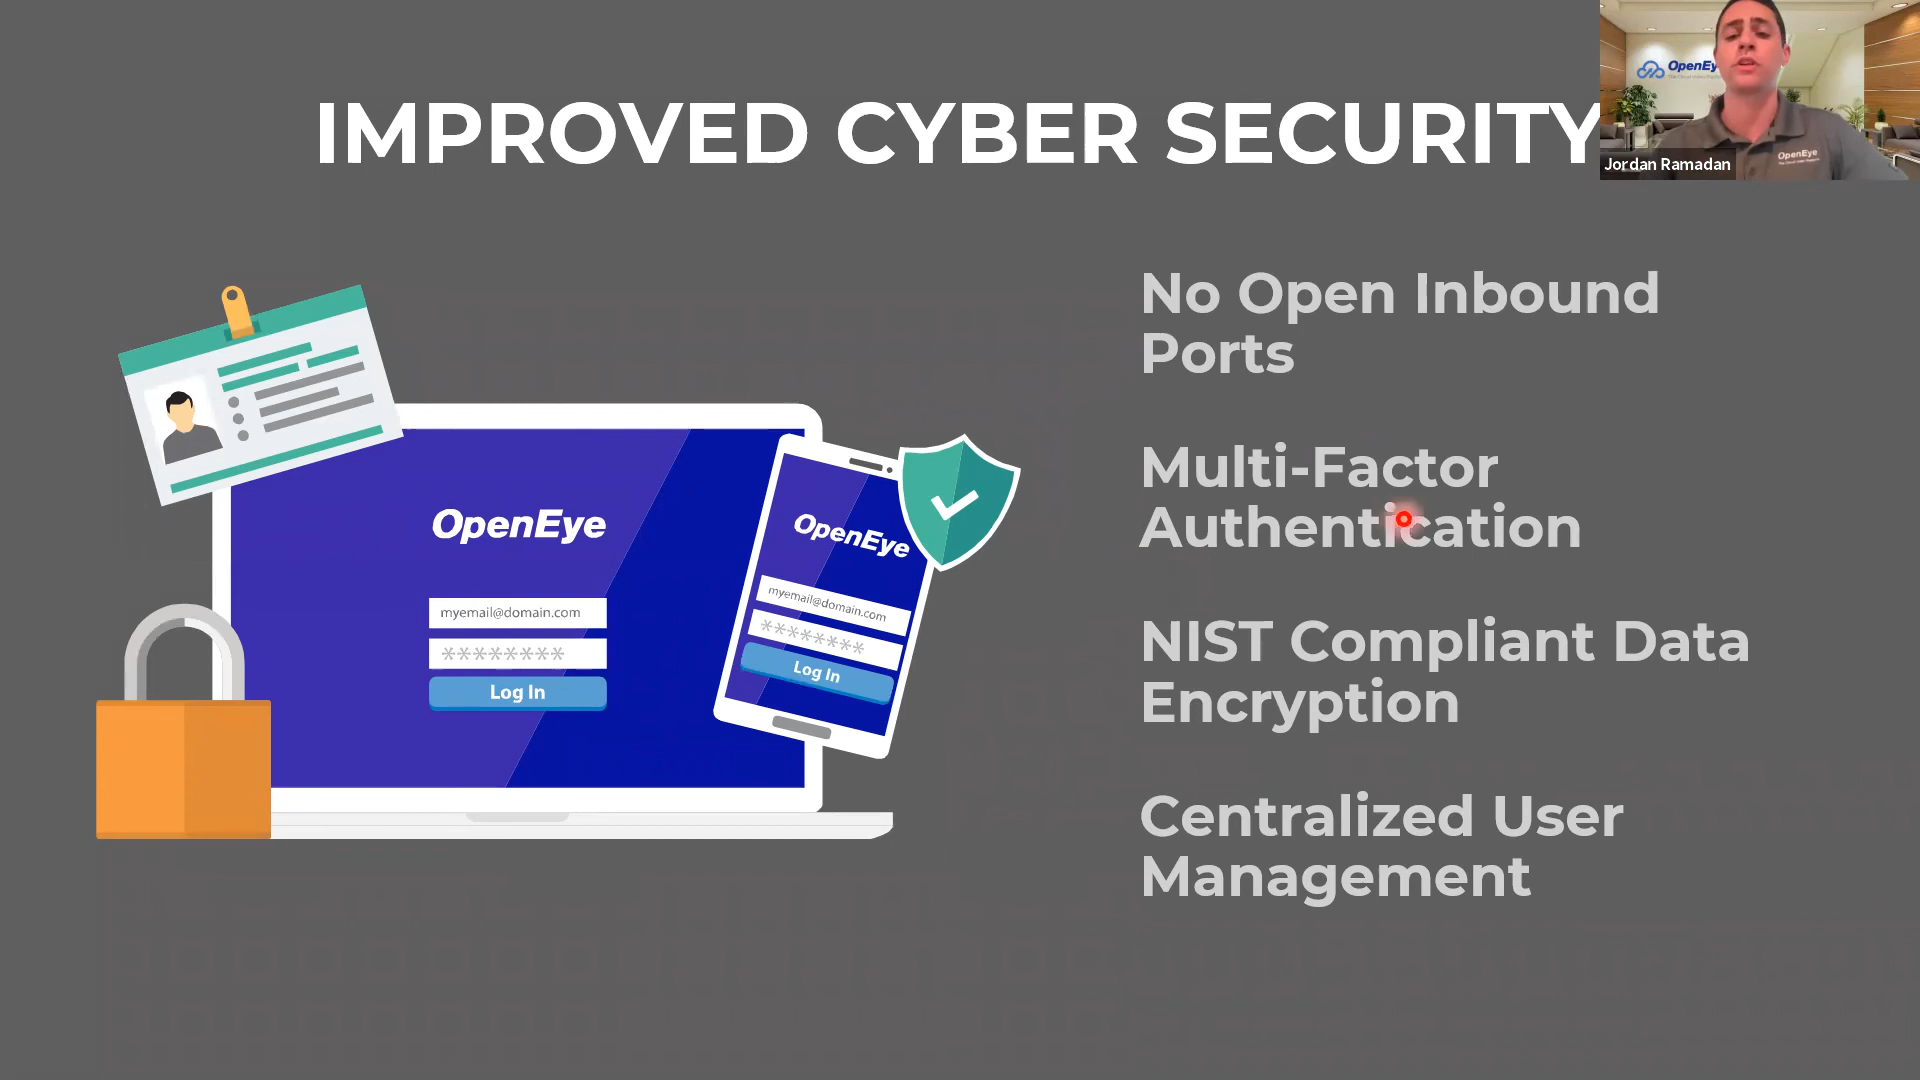 IMPROVED CYBER SECURITY
OpenEy
Jordan Ramadan
OpenEye
No Open Inbound
Ports
Multi-Factor
Authentication
NIST Compliant Data
Encryption
Centralized User
Management
OpenEye
myemail@domain.com
********
Log In
OpenEye
myemail@domain.com
********
Log In